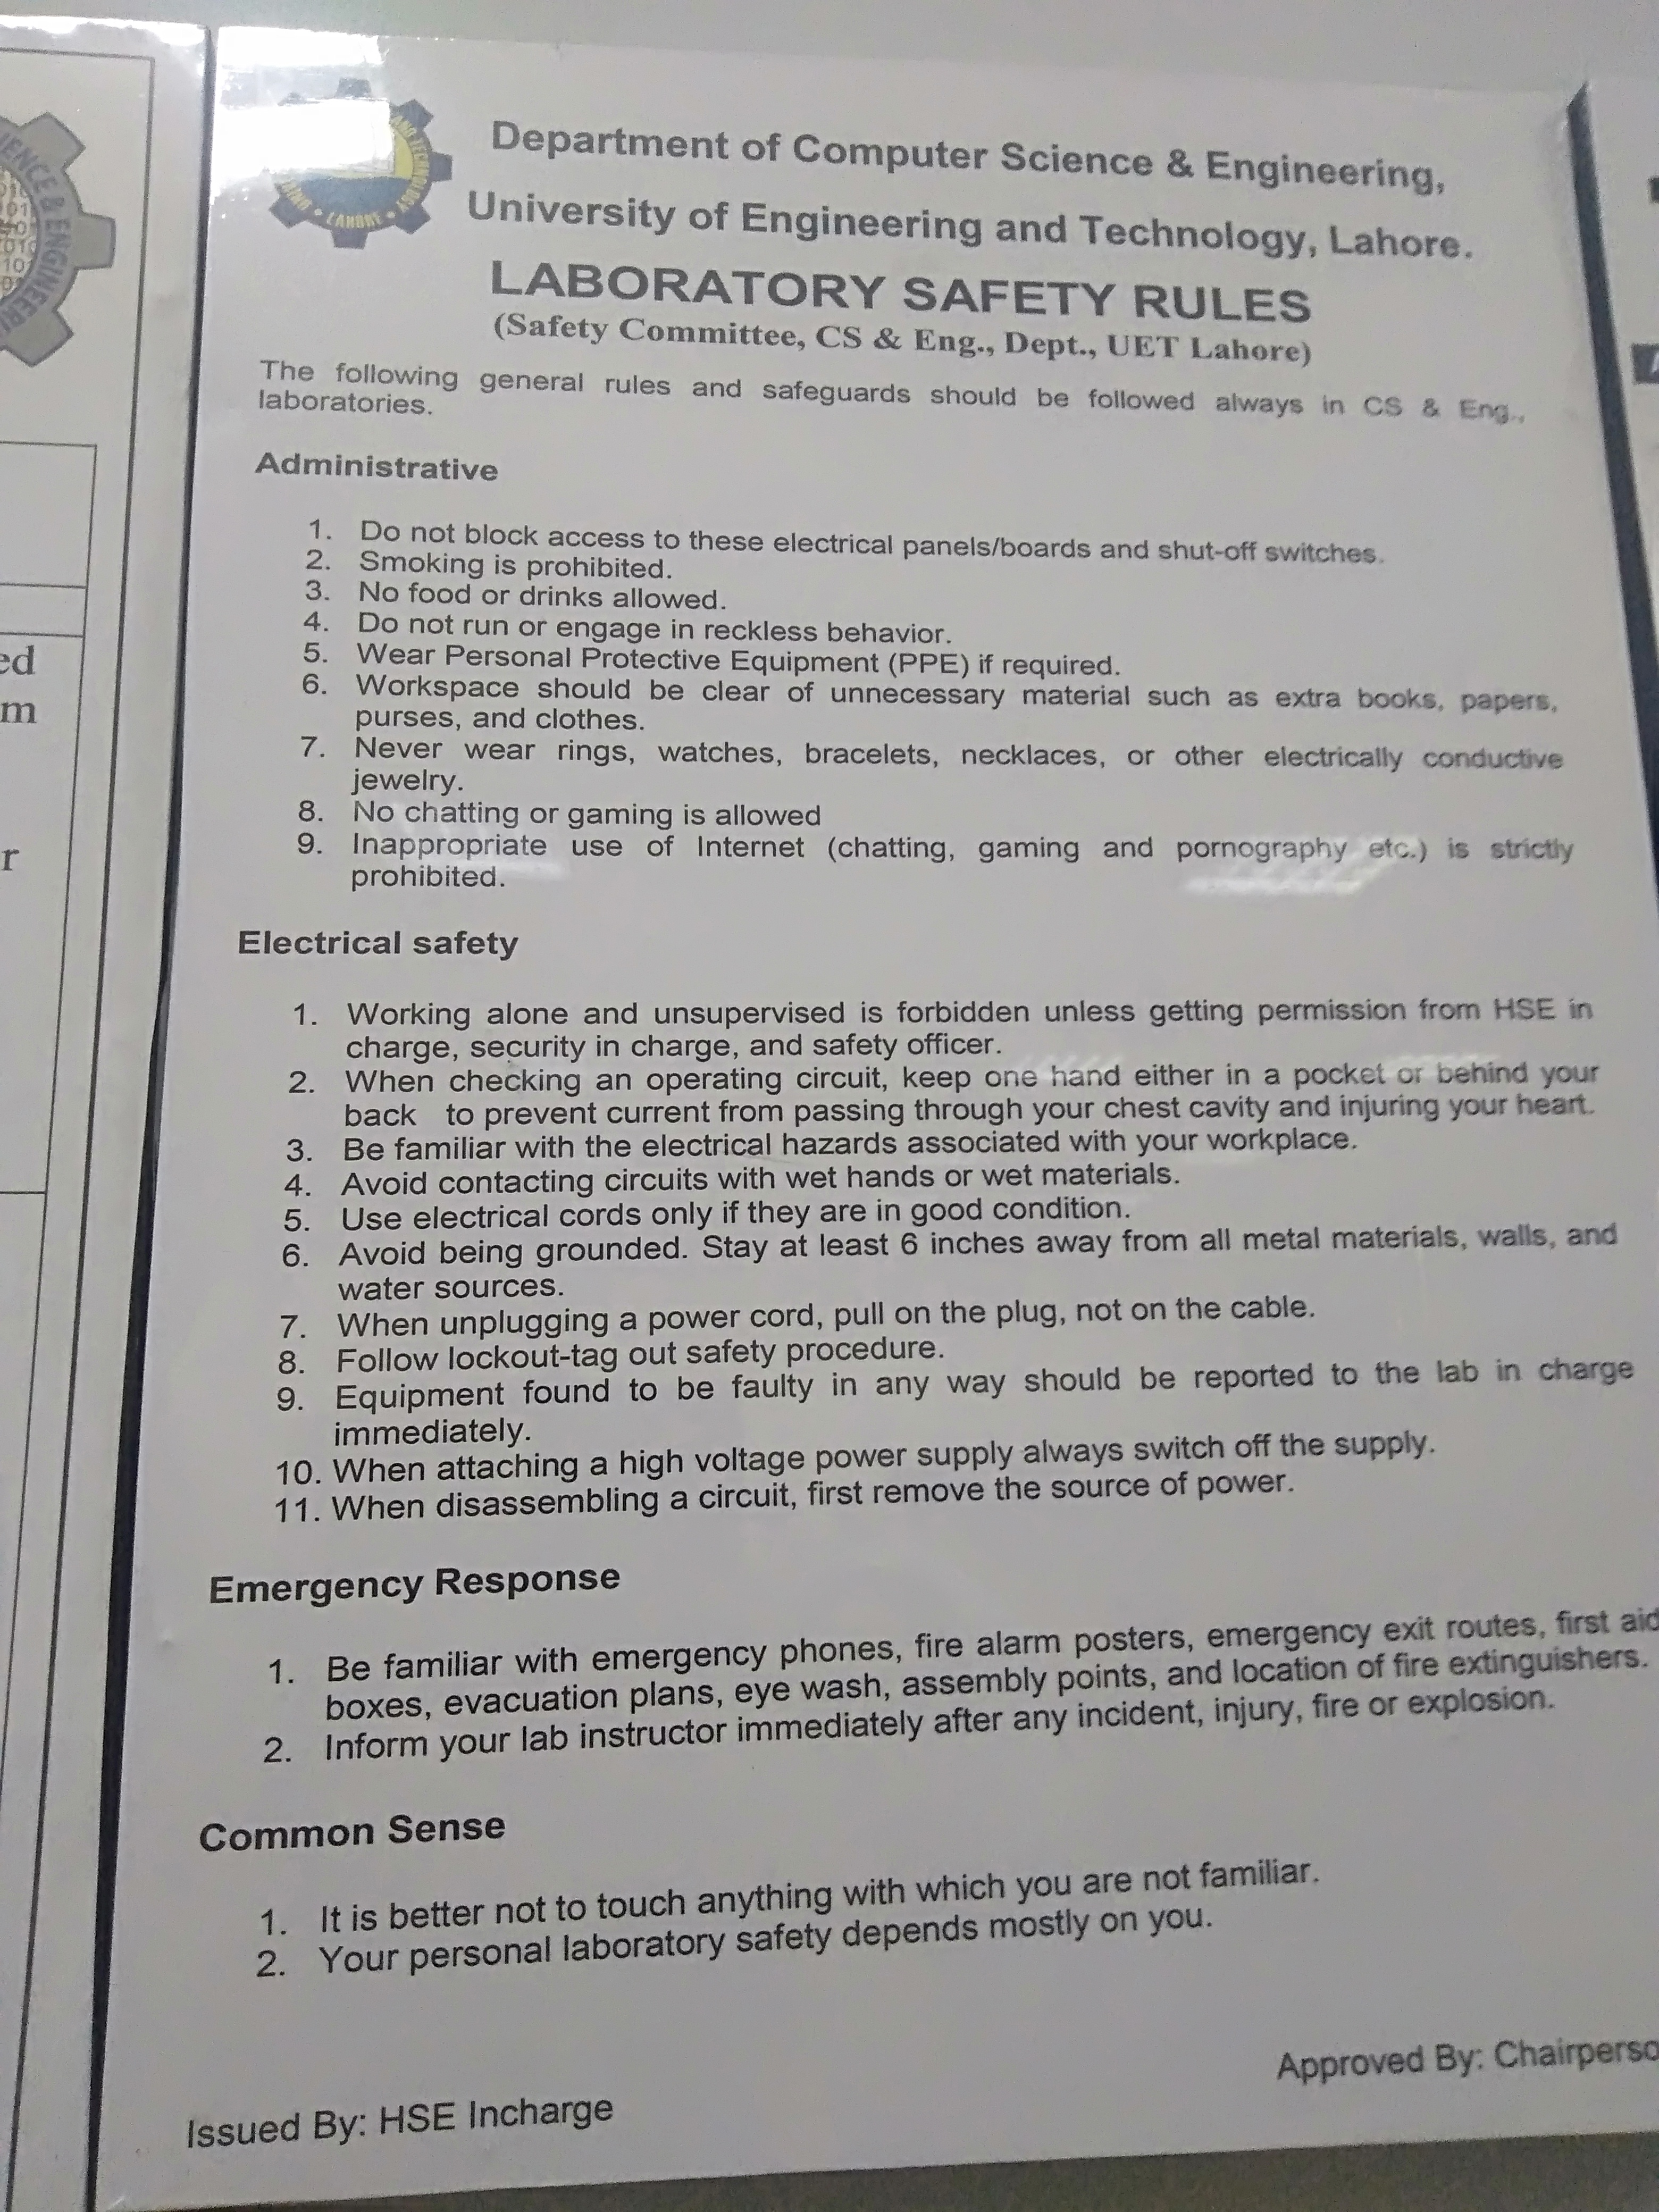 Department of Computer Science & Engineering,
University of Engineering and Technology, Lahore.
LABORATORY SAFETY RULES
(Safety Committee, CS & Eng., Dept., UET Lahore)
The following general rules and safeguards should be followed always in CS & Eng.,
laboratories.
Administrative
1. Do not block access to these electrical panels/boards and shut-off switches.
2. Smoking is prohibited.
3. No food or drinks allowed.
4. Do not run or engage in reckless behavior.
5. Wear Personal Protective Equipment (PPE) if required.
6. Workspace should be clear of unnecessary material such as extra books, papers,
purses, and clothes.
7. Never wear rings, watches, bracelets, necklaces, or other electrically conductive
jewelry.
8. No chatting or gaming is allowed
9. Inappropriate use of Internet (chatting, gaming and pornography etc.) is strictly
prohibited.
Electrical safety
1. Working alone and unsupervised is forbidden unless getting permission from HSE in
charge, security in charge, and safety officer.
2. When checking an operating circuit, keep one hand either in a pocket or behind your
back to prevent current from passing through your chest cavity and injuring your heart.
3. Be familiar with the electrical hazards associated with your workplace.
4. Avoid contacting circuits with wet hands or wet materials.
5. Use electrical cords only if they are in good condition.
6. Avoid being grounded. Stay at least 6 inches away from all metal materials, walls, and
water sources.
7. When unplugging a power cord, pull on the plug, not on the cable.
8. Follow lockout-tag out safety procedure.
9. Equipment found to be faulty in any way should be reported to the lab in charge
immediately.
10. When attaching a high voltage power supply always switch off the supply.
11. When disassembling a circuit, first remove the source of power.
Emergency Response
1. Be familiar with emergency phones, fire alarm posters, emergency exit routes, first aid
boxes, evacuation plans, eye wash, assembly points, and location of fire extinguishers.
2. Inform your lab instructor immediately after any incident, injury, fire or explosion.
Common Sense
1. It is better not to touch anything with which you are not familiar.
2. Your personal laboratory safety depends mostly on you.
Approved By: Chairperso
Issued By: HSE Incharge
LAHORE
ed
m
r